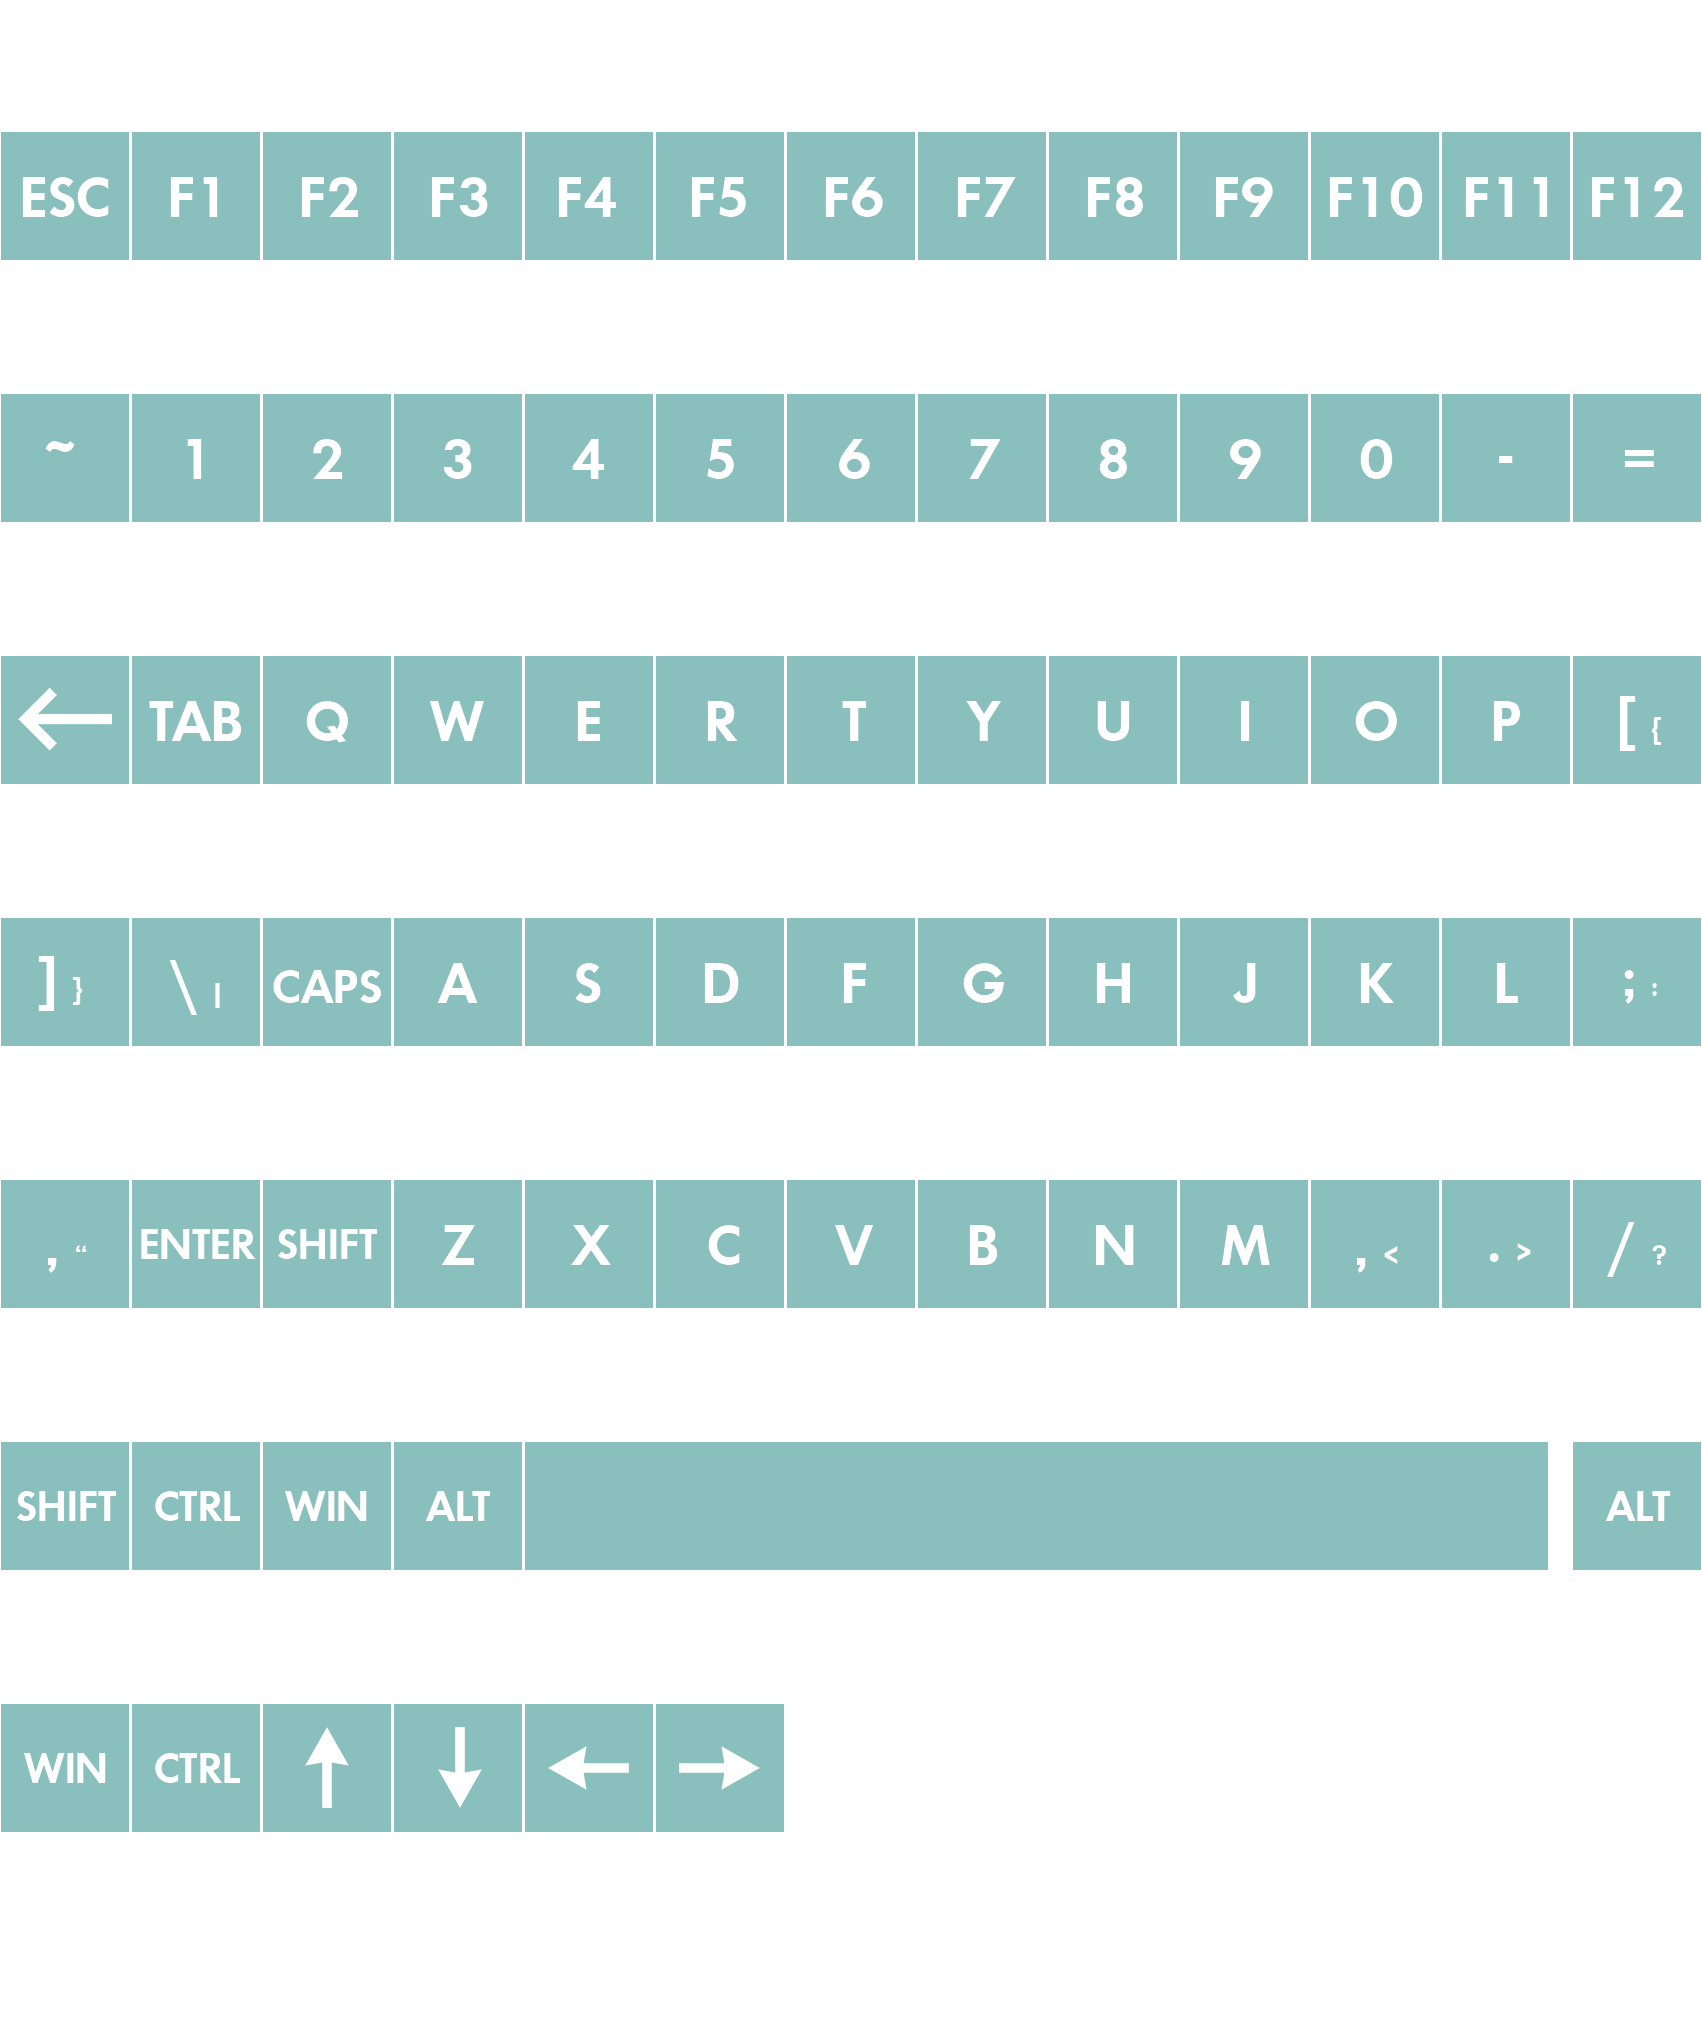 ESC F1 F2 F3 F4 F5 F6 F7 F8 F9 F10 F11 F12
~ 1 2 3 4 5 6 7 8 9 0 - =
← TAB Q W E R T Y U I O P [ {
] } \ | CAPS A S D F G H J K L ; :
, “ ENTER SHIFT Z X C V B N M , < . > / ?
SHIFT CTRL WIN ALT ALT
WIN CTRL ↑ ↓ ← →